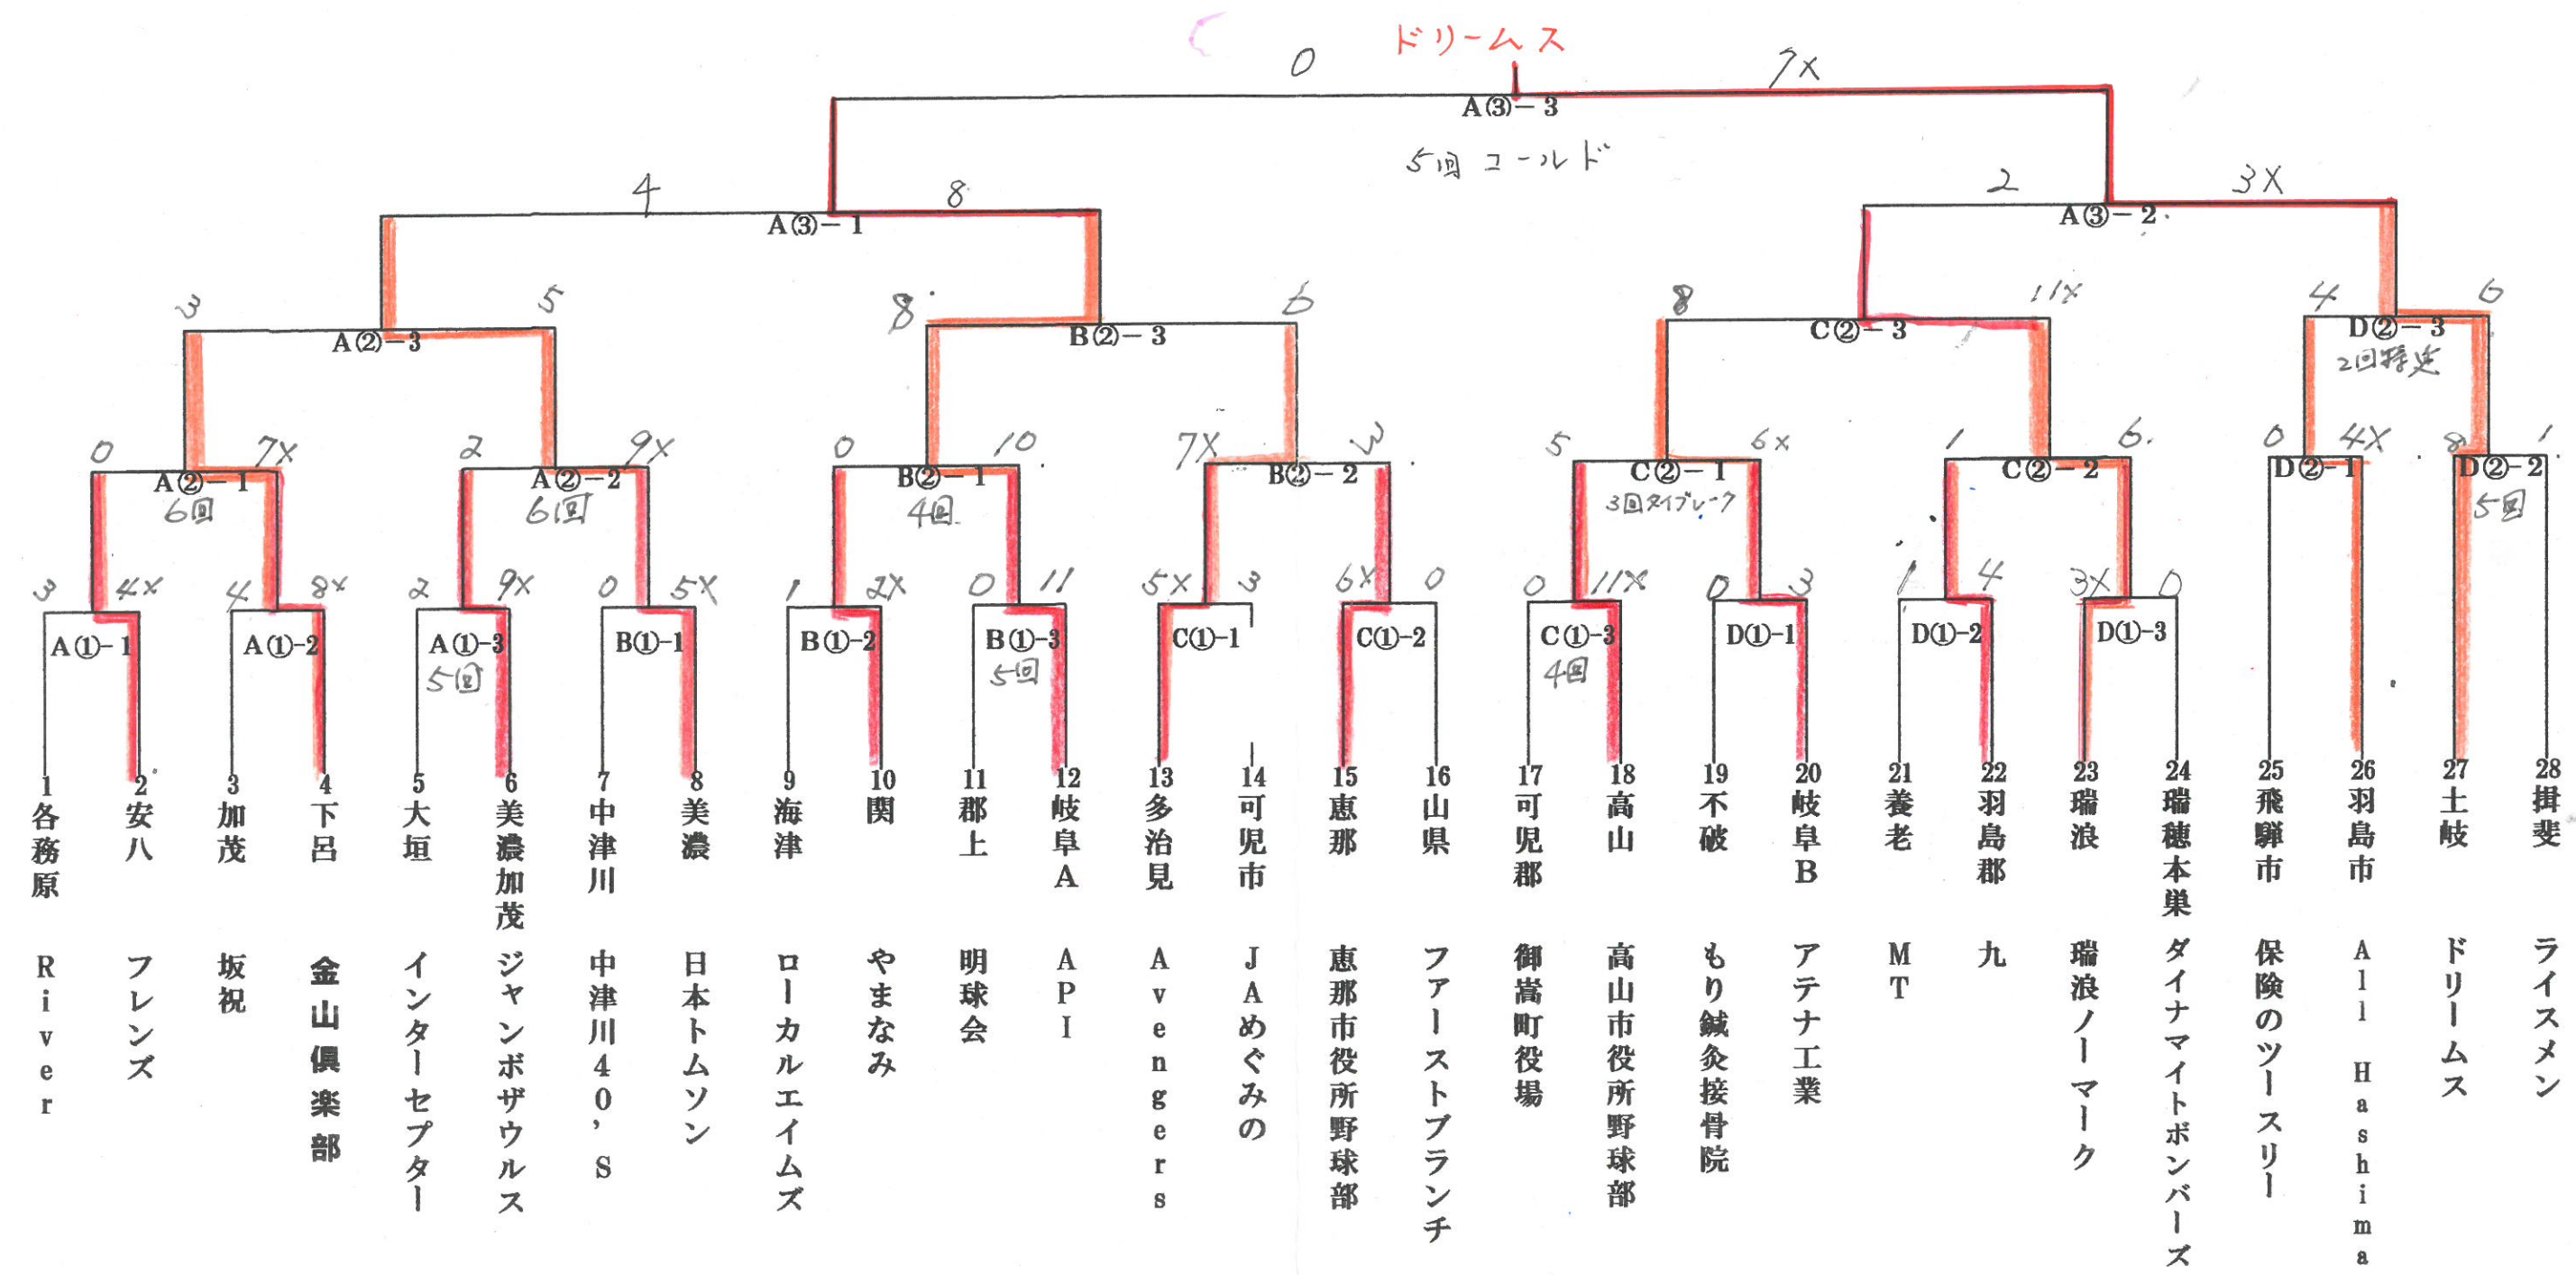 ドリームス
0 7X
A③-3
5回コールド
4 8 2 3X
A③-1 A③-2
3 5 8 6 8 11X 4 6
A②-3 B②-3 C②-3 D②-3
2回特史
0 7X 2 9X 0 10 7X 3 5 6X 1 6 0 4X 8 1
A②-1 A②-2 B②-1 B②-2 C②-1 C②-2 D②-1 D②-2
6回 6回 4回 3回タイブレーク 5回
3 4X 4 8X 2 9X 0 5X 1 2X 0 11 5X 3 6X 0 0 11X 0 3 1 4 3X 0
A①-1 A①-2 A①-3 B①-1 B①-2 B①-3 C①-1 C①-2 C①-3 D①-1 D①-2 D①-3
5回 5回 4回
1 各務原 River
2 安八 フレンズ
3 加茂 坂祝
4 下呂 金山倶楽部
5 大垣 インターセプター
6 美濃加茂 ジャンボザウルス
7 中津川 中津川40’S
8 美濃 日本トムソン
9 海津 ローカルエイムズ
10 関 やまなみ
11 郡上 明球会
12 岐阜A API
13 多治見 Avengers
14 可児市 JAめぐみの
15 恵那 恵那市役所野球部
16 山県 ファーストブランチ
17 可児郡 御嵩町役場
18 高山 高山市役所野球部
19 不破 もり鍼灸接骨院
20 岐阜B アテナ工業
21 養老 MT
22 羽島郡 九
23 瑞浪 瑞浪ノーマーク
24 瑞穂本巣 ダイナマイトボンバーズ
25 飛騨市 保険のツースリー
26 羽島市 All Hashima
27 土岐 ドリームス
28 揖斐 ライスメン